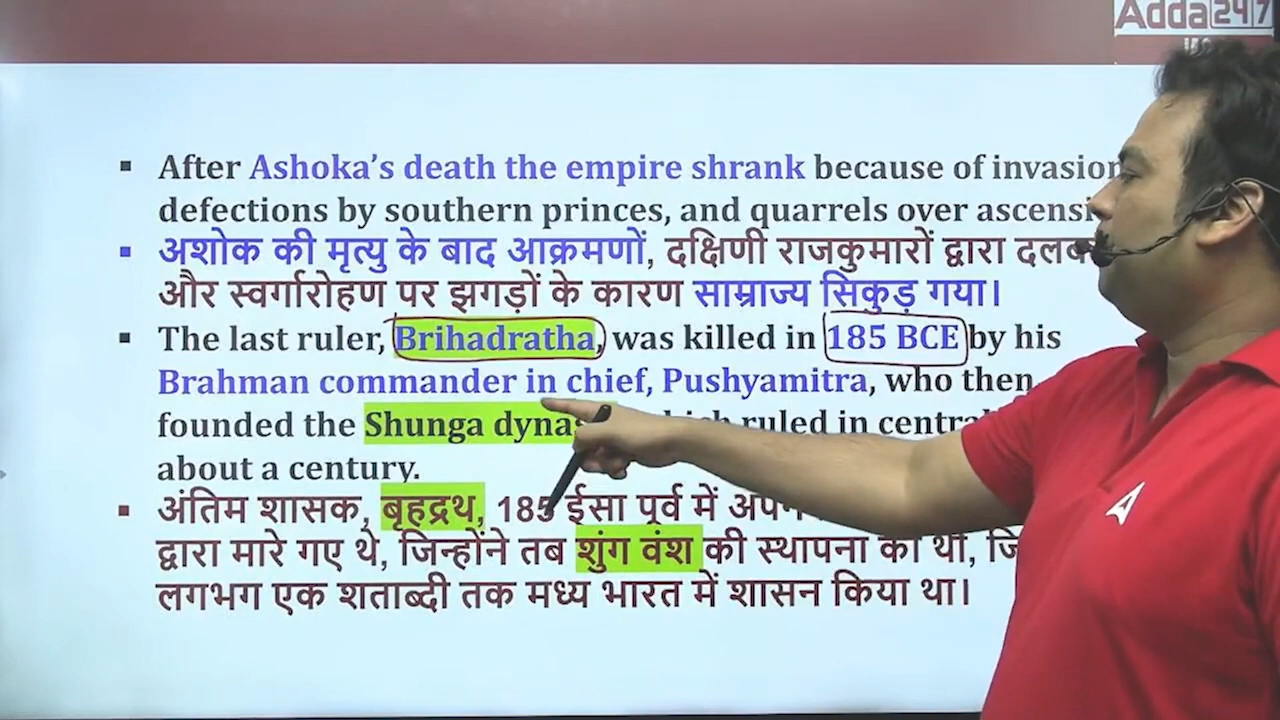 Adda247
▪ After Ashoka's death the empire shrank because of invasion
defections by southern princes, and quarrels over ascensi
▪ अशोक की मृत्यु के बाद आक्रमणों, दक्षिणी राजकुमारों द्वारा
और स्वर्गारोहण पर झगड़ों के कारण साम्राज्य सिकुड़ गया।
▪ The last ruler, Brihadratha, was killed in 185 BCE by his
Brahman commander in chief, Pushyamitra, who then
founded the Shunga ruled in
about a century.
▪ अंतिम शासक, बृहद्रथ, 185 ईसा पूर्व में
द्वारा मारे गए थे, जिन्होंने तब शुंग वंश की स्थापना की थी,
लगभग एक शताब्दी तक मध्य भारत में शासन किया था।